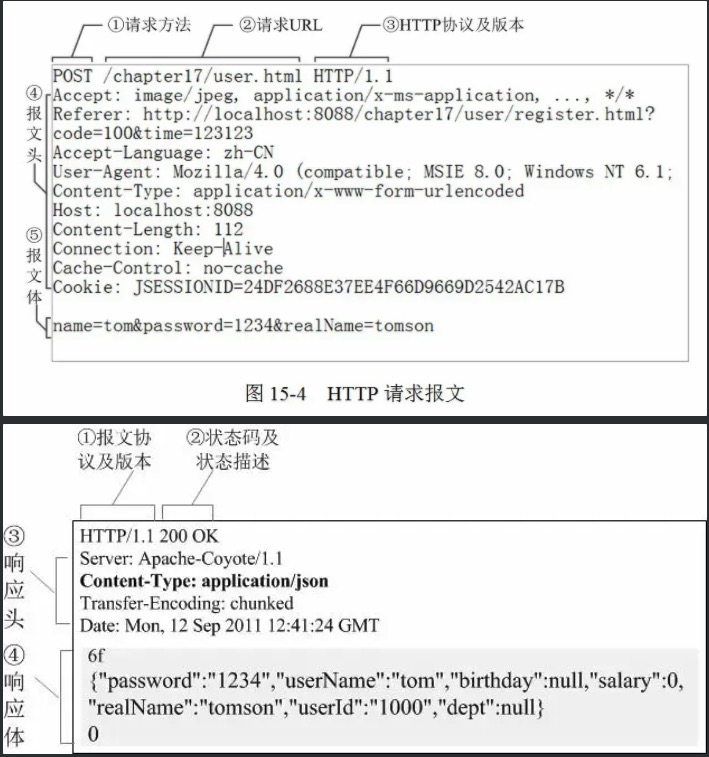 ①请求方法 ②请求URL ③HTTP协议及版本
POST /chapter17/user.html HTTP/1.1
④报文头
Accept: image/jpeg, application/x-ms-application, ..., */*
Referer: http://localhost:8088/chapter17/user/register.html?
code=100&time=123123
Accept-Language: zh-CN
User-Agent: Mozilla/4.0 (compatible; MSIE 8.0; Windows NT 6.1;
Content-Type: application/x-www-form-urlencoded
Host: localhost:8088
Content-Length: 112
Connection: Keep-Alive
Cache-Control: no-cache
Cookie: JSESSIONID=24DF2688E37EE4F66D9669D2542AC17B
⑤报文体
name=tom&password=1234&realName=tomson
图 15-4 HTTP 请求报文
①报文协
议及版本
②状态码及
状态描述
HTTP/1.1 200 OK
③响应头
Server: Apache-Coyote/1.1
Content-Type: application/json
Transfer-Encoding: chunked
Date: Mon, 12 Sep 2011 12:41:24 GMT
④响应体
6f
{"password":"1234","userName":"tom","birthday":null,"salary":0,
"realName":"tomson","userId":"1000","dept":null}
0